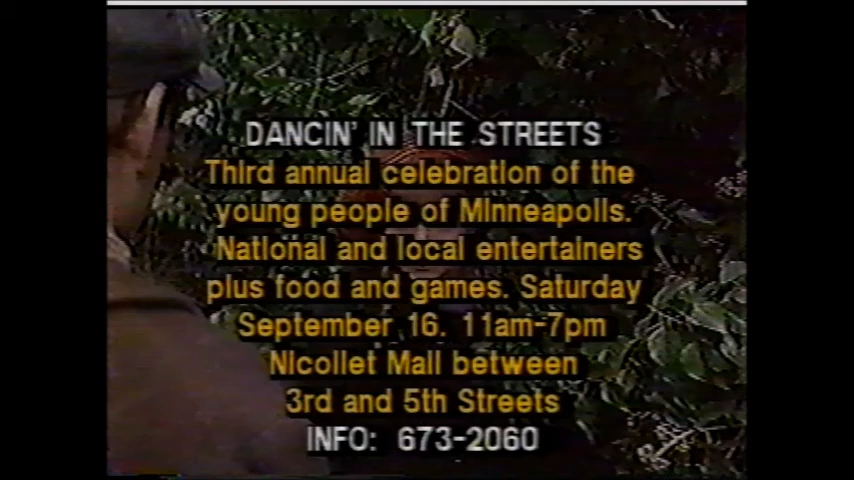 DANCIN' IN THE STREETS
Third annual celebration of the
young people of Minneapolis.
National and local entertainers
plus food and games. Saturday
September 16. 11am-7pm
Nicollet Mall between
3rd and 5th Streets
INFO: 673-2060